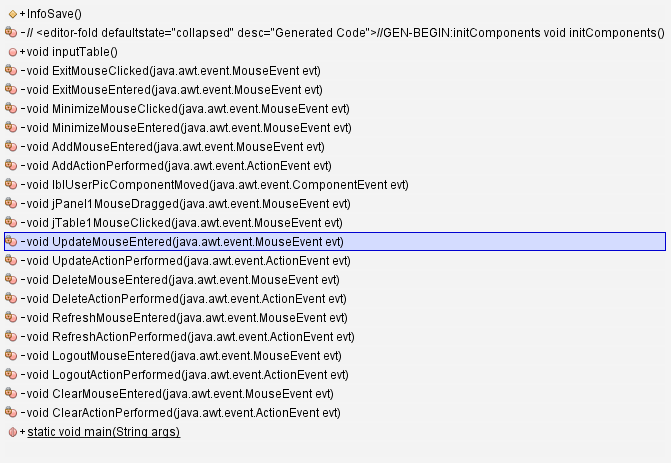 + InfoSave()
-// <editor-fold defaultstate="collapsed" desc="Generated Code">//GEN-BEGIN:initComponents void initComponents()
+void inputTable()
-void ExitMouseClicked(java.awt.event.MouseEvent evt)
-void ExitMouseEntered(java.awt.event.MouseEvent evt)
-void MinimizeMouseClicked(java.awt.event.MouseEvent evt)
-void MinimizeMouseEntered(java.awt.event.MouseEvent evt)
-void AddMouseEntered(java.awt.event.MouseEvent evt)
-void AddActionPerformed(java.awt.event.ActionEvent evt)
-void lblUserPicComponentMoved(java.awt.event.ComponentEvent evt)
-void jPanel1MouseDragged(java.awt.event.MouseEvent evt)
-void jTable1MouseClicked(java.awt.event.MouseEvent evt)
-void UpdateMouseEntered(java.awt.event.MouseEvent evt)
-void UpdateActionPerformed(java.awt.event.ActionEvent evt)
-void DeleteMouseEntered(java.awt.event.MouseEvent evt)
-void DeleteActionPerformed(java.awt.event.ActionEvent evt)
-void RefreshMouseEntered(java.awt.event.MouseEvent evt)
-void RefreshActionPerformed(java.awt.event.ActionEvent evt)
-void LogoutMouseEntered(java.awt.event.MouseEvent evt)
-void LogoutActionPerformed(java.awt.event.ActionEvent evt)
-void ClearMouseEntered(java.awt.event.MouseEvent evt)
-void ClearActionPerformed(java.awt.event.ActionEvent evt)
+ static void main(String args)